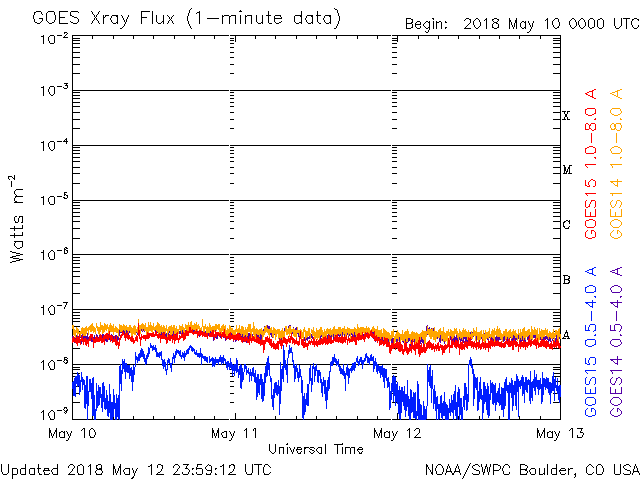 GOES Xray Flux (1-minute data)
Begin: 2018 May 10 0000 UTC
10⁻²
10⁻³
10⁻⁴
10⁻⁵
10⁻⁶
10⁻⁷
10⁻⁸
10⁻⁹
Watts m⁻²
X
M
C
B
A
GOES15 1.0-8.0 A
GOES14 1.0-8.0 A
GOES15 0.5-4.0 A
GOES14 0.5-4.0 A
May 10
May 11
May 12
May 13
Universal Time
Updated 2018 May 12 23:59:12 UTC
NOAA/SWPC Boulder, CO USA